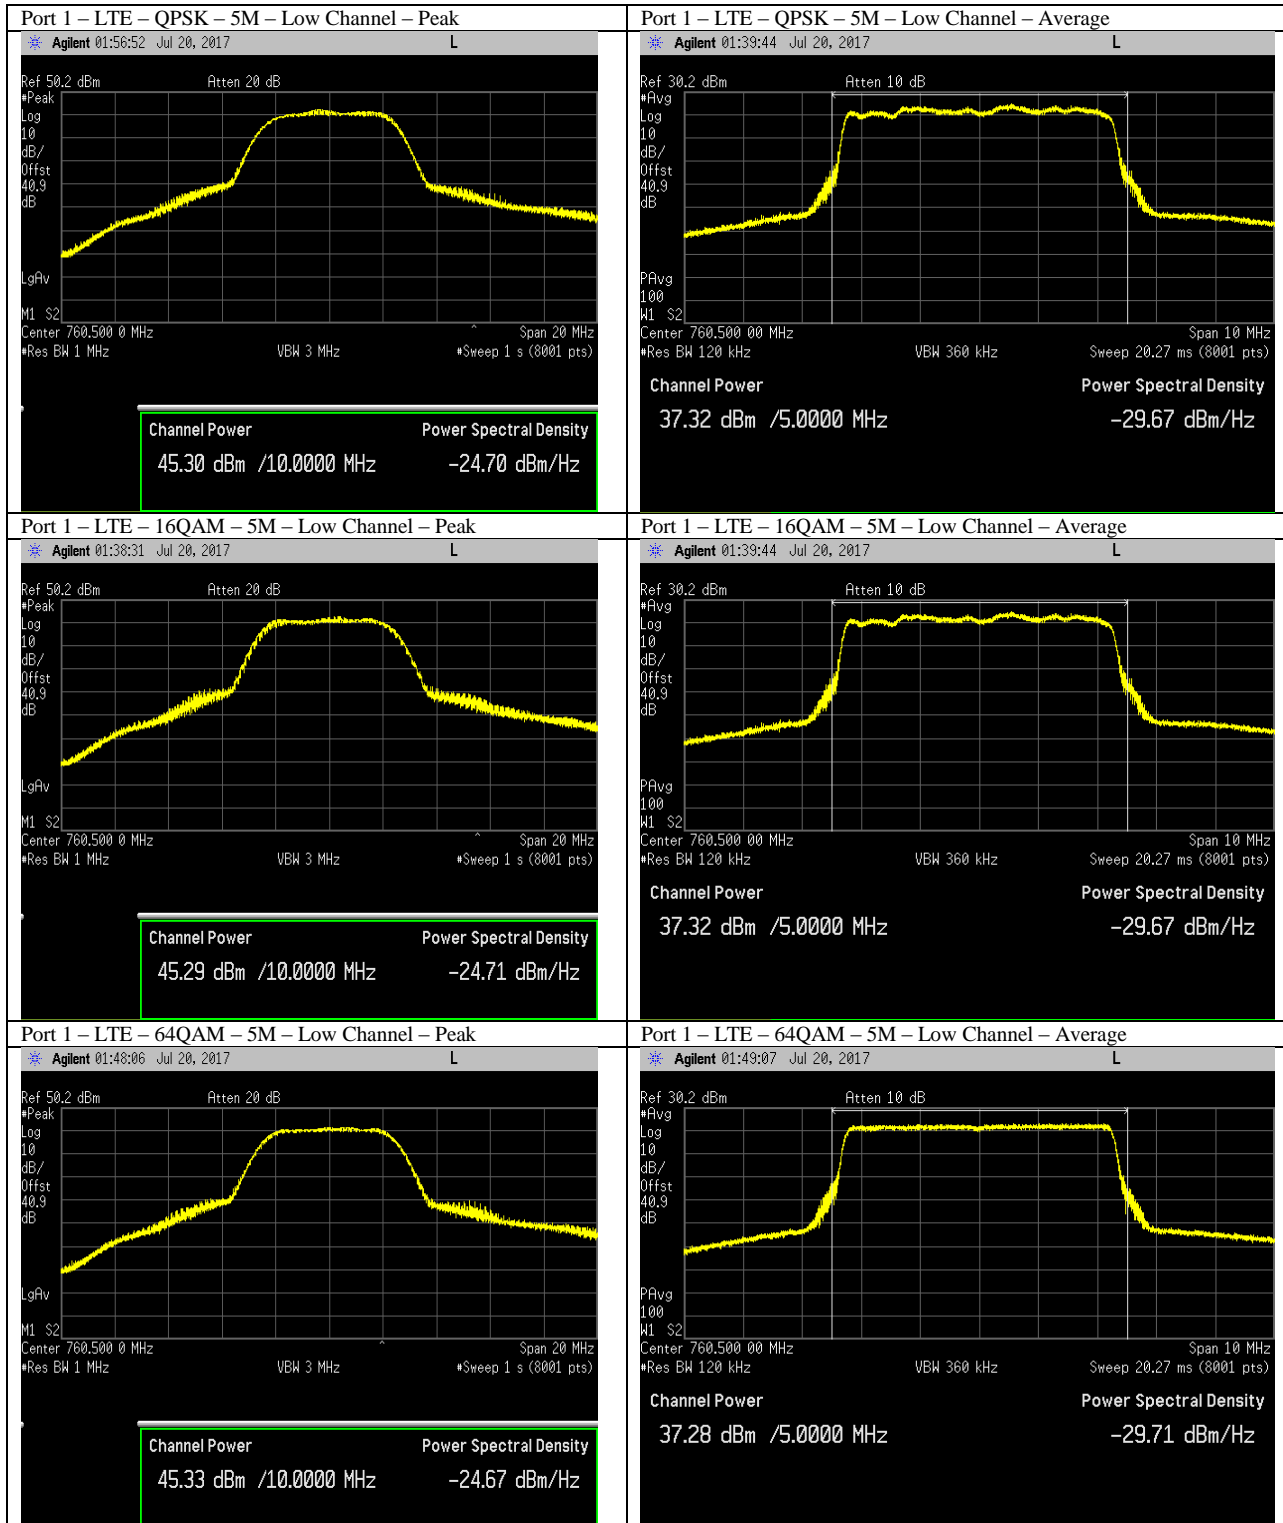 Port 1 – LTE – QPSK – 5M – Low Channel – Peak
Agilent 01:56:52 Jul 20, 2017 L
Ref 50.2 dBm Atten 20 dB
#Peak
Log
10
dB/
Offst
40.9
dB
LgAv
M1 S2
Center 760.500 0 MHz Span 20 MHz
#Res BW 1 MHz VBW 3 MHz #Sweep 1 s (8001 pts)
Channel Power Power Spectral Density
45.30 dBm /10.0000 MHz -24.70 dBm/Hz
Port 1 – LTE – QPSK – 5M – Low Channel – Average
Agilent 01:39:44 Jul 20, 2017 L
Ref 30.2 dBm Atten 10 dB
#Avg
Log
10
dB/
Offst
40.9
dB
PAvg
100
W1 S2
Center 760.500 00 MHz Span 10 MHz
#Res BW 120 kHz VBW 360 kHz Sweep 20.27 ms (8001 pts)
Channel Power Power Spectral Density
37.32 dBm /5.0000 MHz -29.67 dBm/Hz
Port 1 – LTE – 16QAM – 5M – Low Channel – Peak
Agilent 01:38:31 Jul 20, 2017 L
Ref 50.2 dBm Atten 20 dB
#Peak
Log
10
dB/
Offst
40.9
dB
LgAv
M1 S2
Center 760.500 0 MHz Span 20 MHz
#Res BW 1 MHz VBW 3 MHz #Sweep 1 s (8001 pts)
Channel Power Power Spectral Density
45.29 dBm /10.0000 MHz -24.71 dBm/Hz
Port 1 – LTE – 16QAM – 5M – Low Channel – Average
Agilent 01:39:44 Jul 20, 2017 L
Ref 30.2 dBm Atten 10 dB
#Avg
Log
10
dB/
Offst
40.9
dB
PAvg
100
W1 S2
Center 760.500 00 MHz Span 10 MHz
#Res BW 120 kHz VBW 360 kHz Sweep 20.27 ms (8001 pts)
Channel Power Power Spectral Density
37.32 dBm /5.0000 MHz -29.67 dBm/Hz
Port 1 – LTE – 64QAM – 5M – Low Channel – Peak
Agilent 01:48:06 Jul 20, 2017 L
Ref 50.2 dBm Atten 20 dB
#Peak
Log
10
dB/
Offst
40.9
dB
LgAv
M1 S2
Center 760.500 0 MHz Span 20 MHz
#Res BW 1 MHz VBW 3 MHz #Sweep 1 s (8001 pts)
Channel Power Power Spectral Density
45.33 dBm /10.0000 MHz -24.67 dBm/Hz
Port 1 – LTE – 64QAM – 5M – Low Channel – Average
Agilent 01:49:07 Jul 20, 2017 L
Ref 30.2 dBm Atten 10 dB
#Avg
Log
10
dB/
Offst
40.9
dB
PAvg
100
W1 S2
Center 760.500 00 MHz Span 10 MHz
#Res BW 120 kHz VBW 360 kHz Sweep 20.27 ms (8001 pts)
Channel Power Power Spectral Density
37.28 dBm /5.0000 MHz -29.71 dBm/Hz